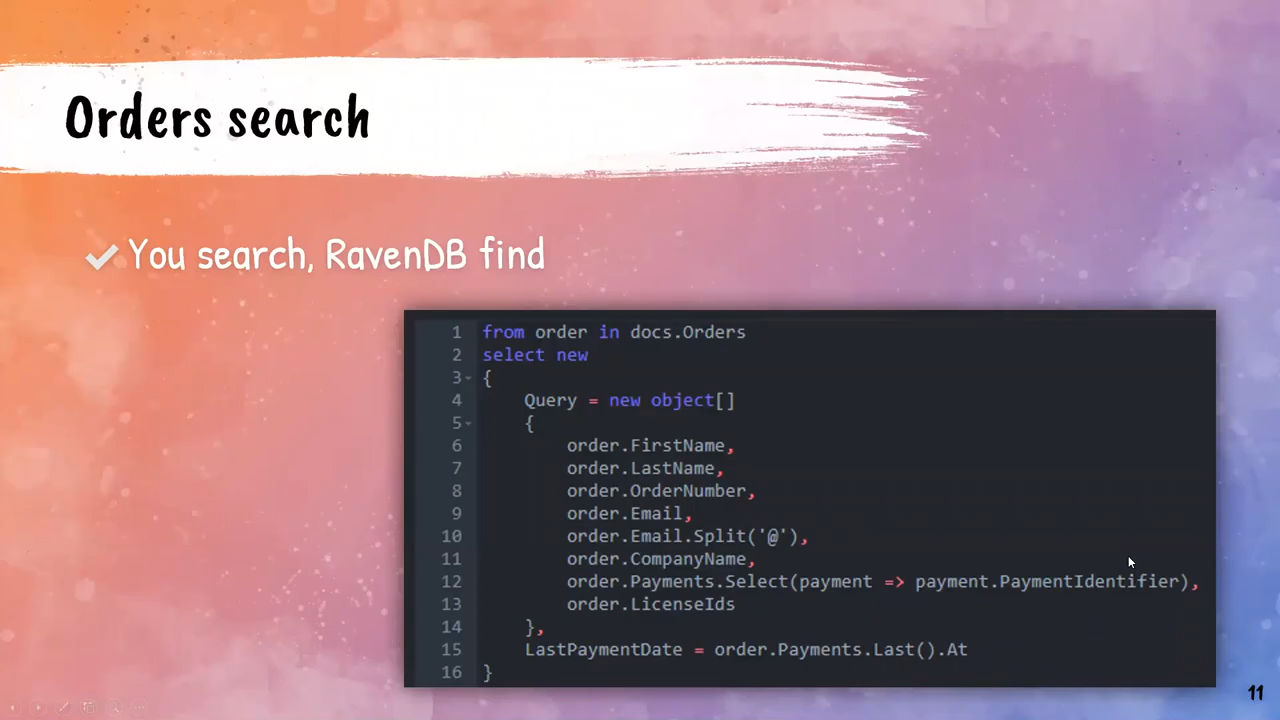 Orders search
You search, RavenDB find
1 from order in docs.Orders
2 select new
3 {
4     Query = new object[]
5     {
6         order.FirstName,
7         order.LastName,
8         order.OrderNumber,
9         order.Email,
10         order.Email.Split('@'),
11         order.CompanyName,
12         order.Payments.Select(payment => payment.PaymentIdentifier),
13         order.LicenseIds
14     },
15     LastPaymentDate = order.Payments.Last().At
16 }
11